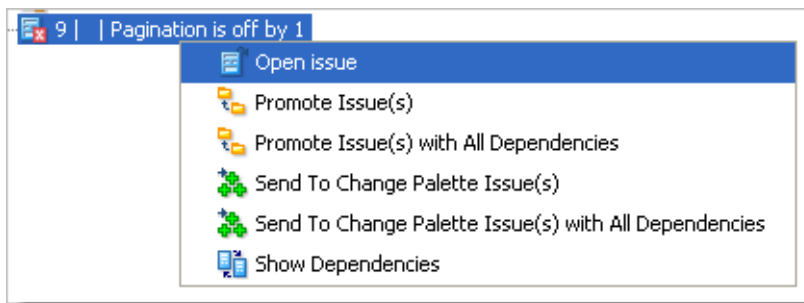 9 | | Pagination is off by 1
Open issue
Promote Issue(s)
Promote Issue(s) with All Dependencies
Send To Change Palette Issue(s)
Send To Change Palette Issue(s) with All Dependencies
Show Dependencies